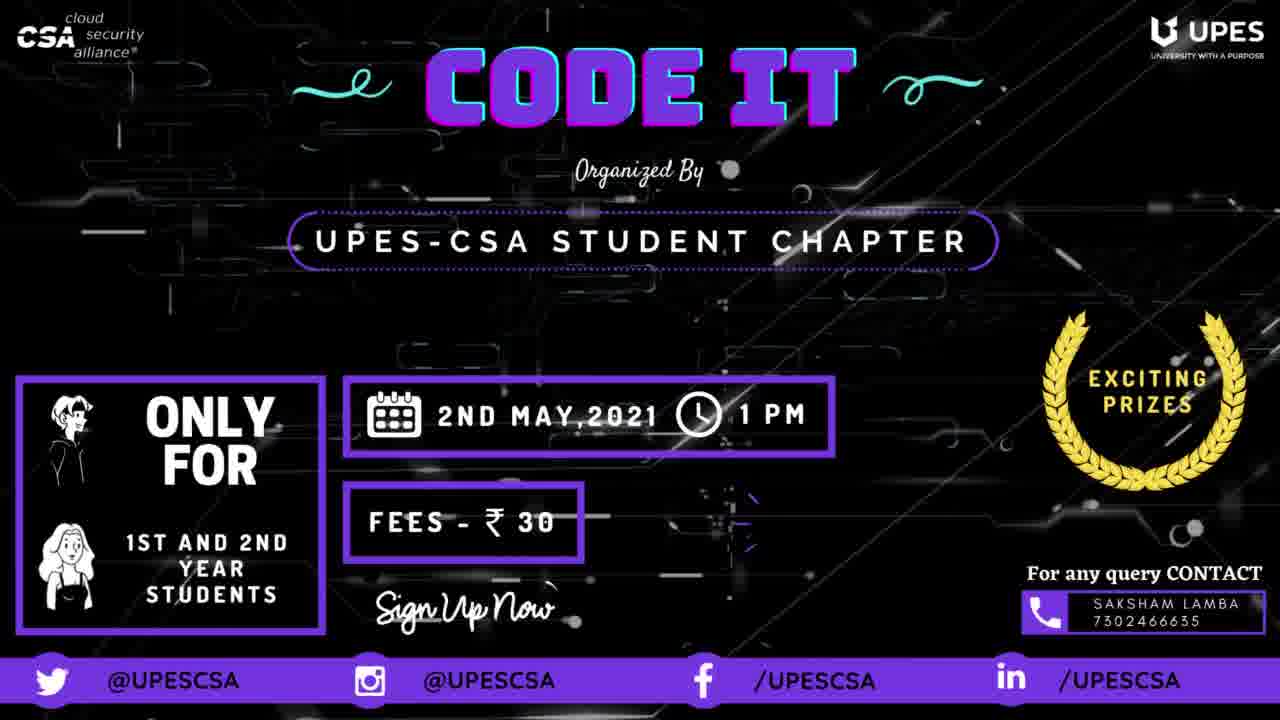 cloud
CSA security
alliance®
UPES
UNIVERSITY WITH A PURPOSE
CODE IT
Organized By
UPES-CSA STUDENT CHAPTER
EXCITING
PRIZES
ONLY
FOR
1ST AND 2ND
YEAR
STUDENTS
2ND MAY,2021 1 PM
FEES - ₹ 30
Sign Up Now
For any query CONTACT
SAKSHAM LAMBA
7302466635
@UPESCSA @UPESCSA /UPESCSA /UPESCSA